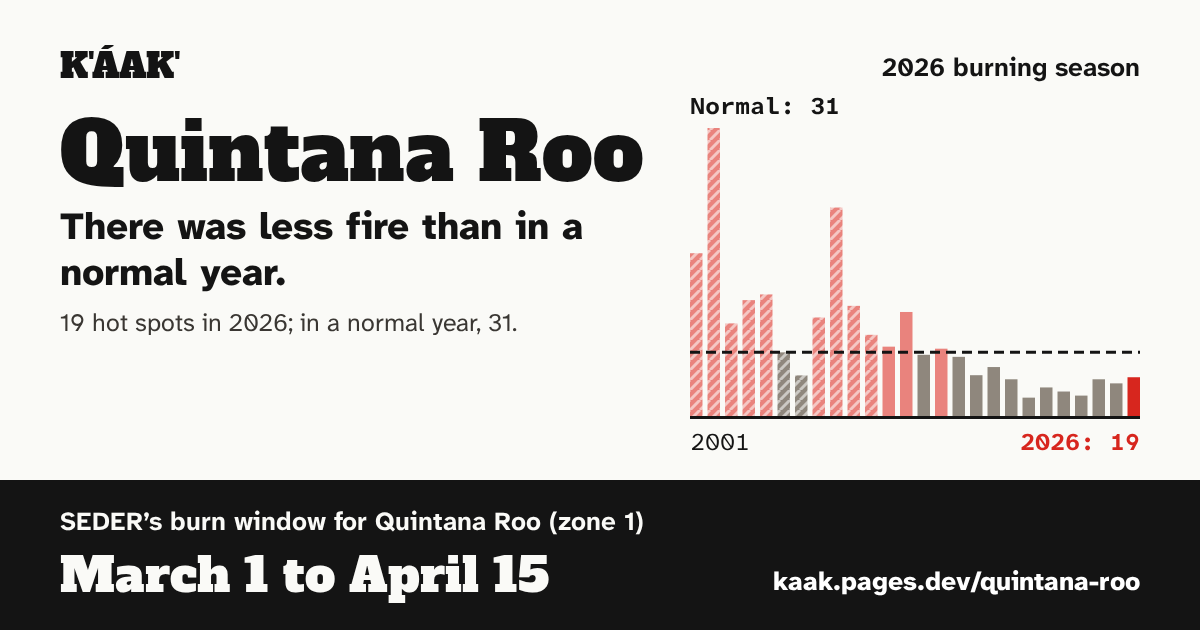 K'ÁAK'
2026 burning season
Quintana Roo
There was less fire than in a
normal year.
19 hot spots in 2026; in a normal year, 31.
Normal: 31
2001
2026: 19
SEDER’s burn window for Quintana Roo (zone 1)
March 1 to April 15
kaak.pages.dev/quintana-roo